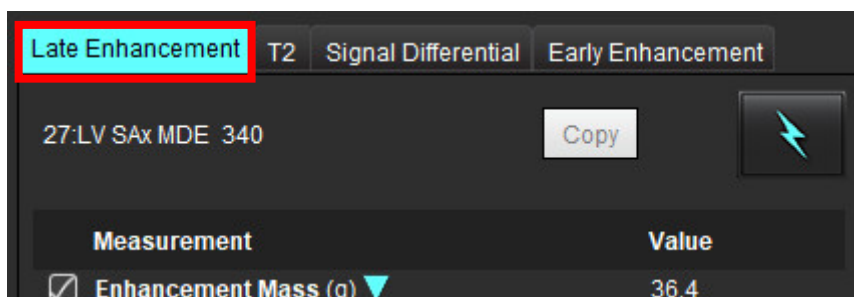 Late Enhancement T2 Signal Differential Early Enhancement
27:LV SAx MDE 340 Copy
Measurement Value
Enhancement Mass (g) 36.4